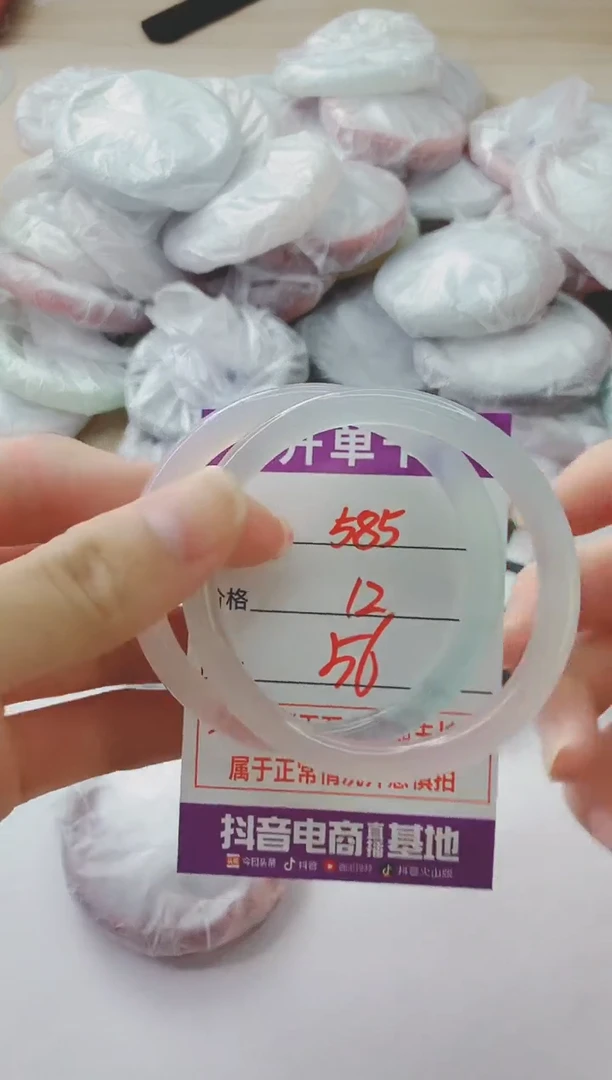 开单卡
585
价格 12
56
属于正常情况介意慎拍
抖音电商直播基地
今日头条 抖音 西瓜视频 抖音火山版